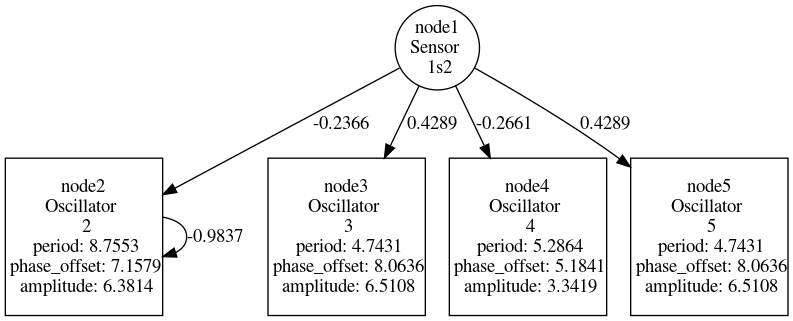 node1
Sensor
1s2
-0.2366
0.4289
-0.2661
0.4289
node2
Oscillator
2
period: 8.7553
phase_offset: 7.1579
amplitude: 6.3814
-0.9837
node3
Oscillator
3
period: 4.7431
phase_offset: 8.0636
amplitude: 6.5108
node4
Oscillator
4
period: 5.2864
phase_offset: 5.1841
amplitude: 3.3419
node5
Oscillator
5
period: 4.7431
phase_offset: 8.0636
amplitude: 6.5108